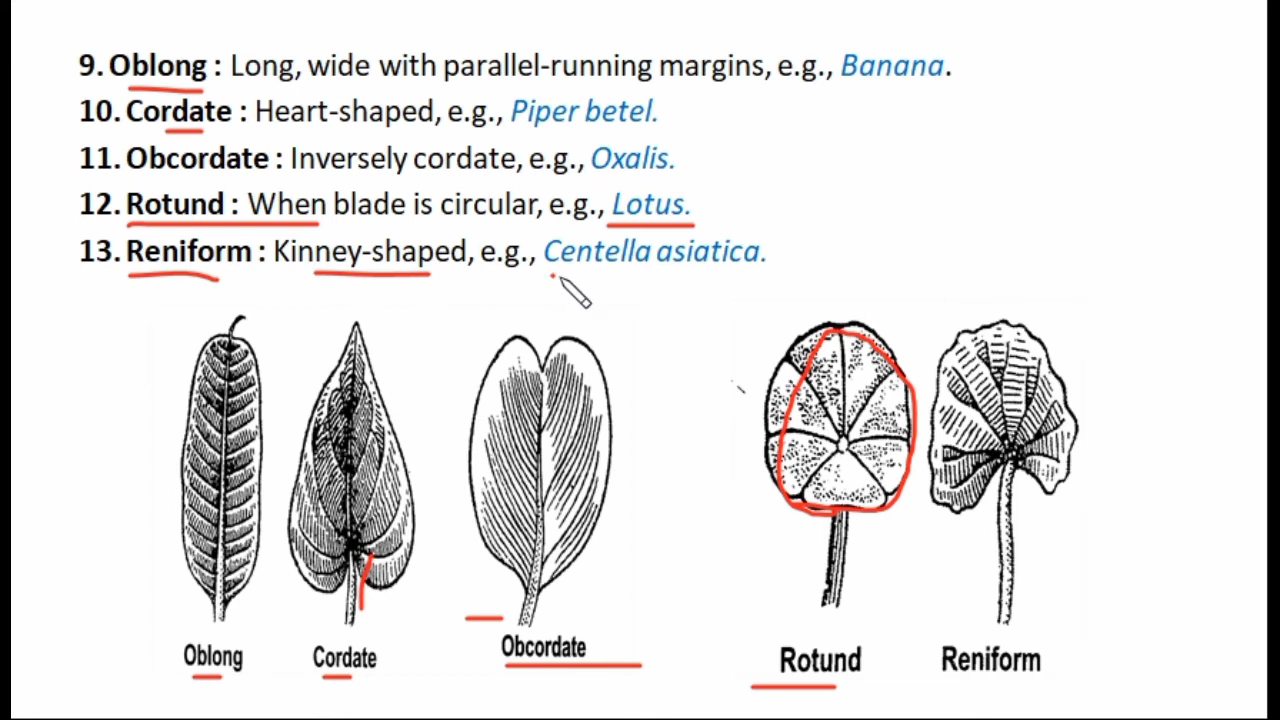 9. Oblong : Long, wide with parallel-running margins, e.g., Banana.
10. Cordate : Heart-shaped, e.g., Piper betel.
11. Obcordate : Inversely cordate, e.g., Oxalis.
12. Rotund : When blade is circular, e.g., Lotus.
13. Reniform : Kinney-shaped, e.g., Centella asiatica.
Oblong
Cordate
Obcordate
Rotund
Reniform